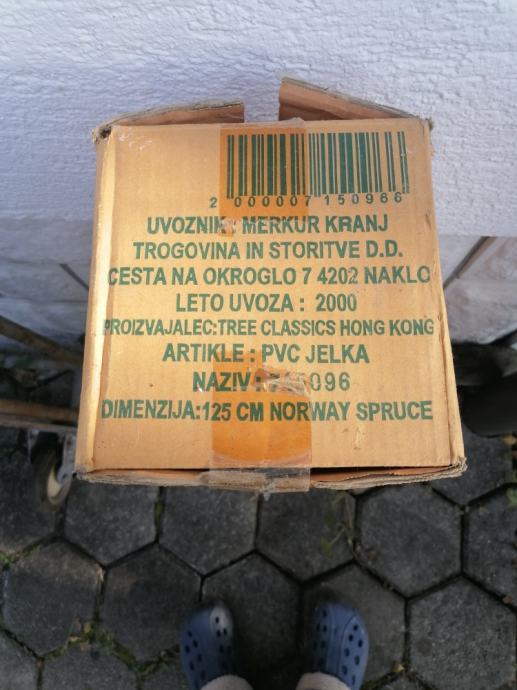 2 000007 150966
UVOZNIK: MERKUR KRANJ
TROGOVINA IN STORITVE D.D.
CESTA NA OKROGLO 7 4202 NAKLO
LETO UVOZA : 2000
PROIZVAJALEC:TREE CLASSICS HONG KONG
ARTIKLE : PVC JELKA
NAZIV :
DIMENZIJA:125 CM NORWAY SPRUCE